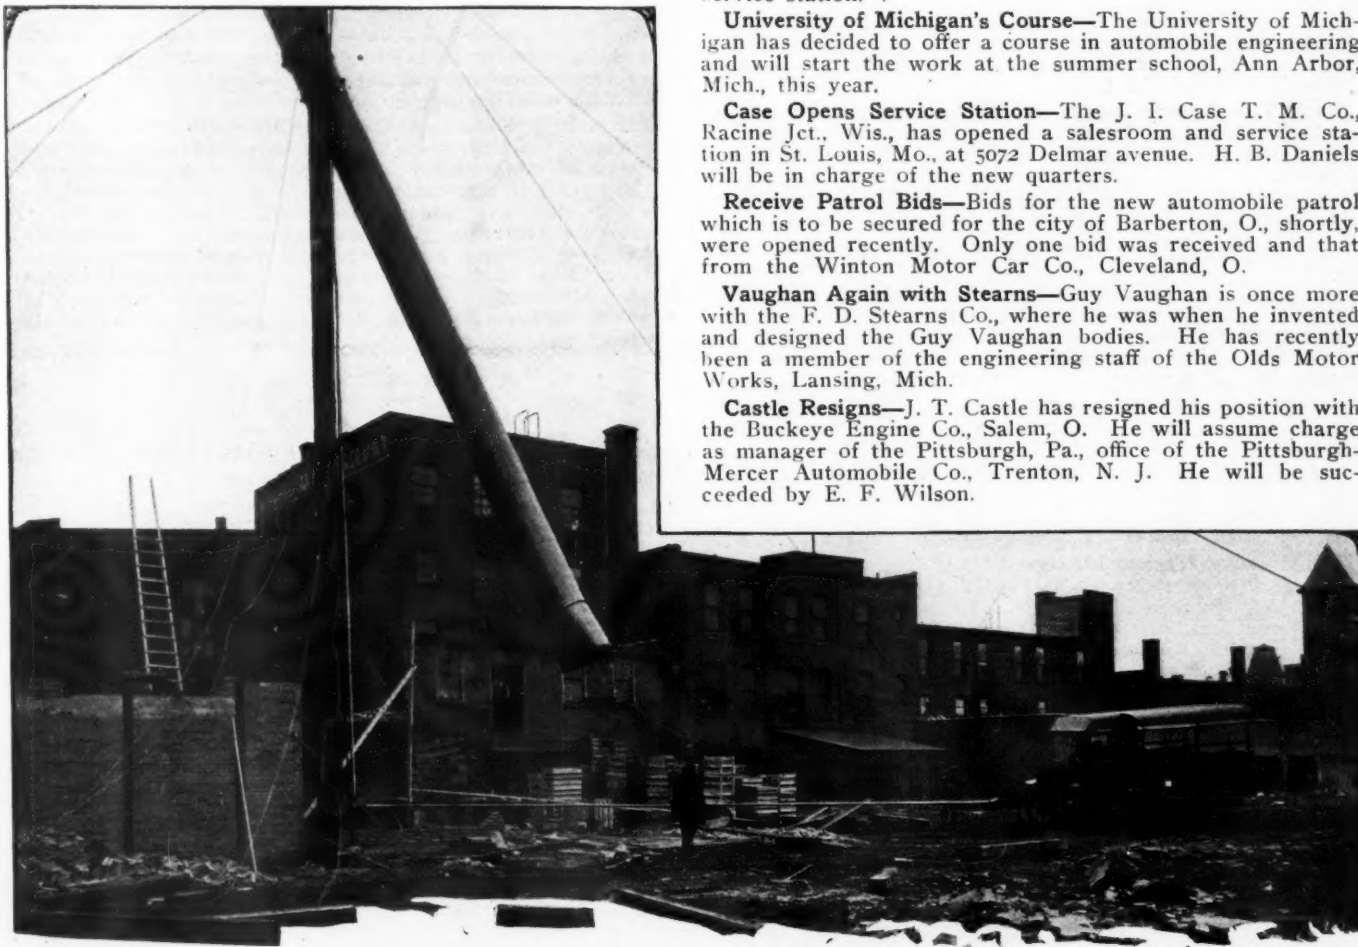 University of Michigan's Course—The University of Mich-
igan has decided to offer a course in automobile engineering
and will start the work at the summer school, Ann Arbor,
Mich., this year.
Case Opens Service Station—The J. I. Case T. M. Co.,
Racine Jct., Wis., has opened a salesroom and service sta-
tion in St. Louis, Mo., at 5072 Delmar avenue. H. B. Daniels
will be in charge of the new quarters.
Receive Patrol Bids—Bids for the new automobile patrol
which is to be secured for the city of Barberton, O., shortly,
were opened recently. Only one bid was received and that
from the Winton Motor Car Co., Cleveland, O.
Vaughan Again with Stearns—Guy Vaughan is once more
with the F. D. Stearns Co., where he was when he invented
and designed the Guy Vaughan bodies. He has recently
been a member of the engineering staff of the Olds Motor
Works, Lansing, Mich.
Castle Resigns—J. T. Castle has resigned his position with
the Buckeye Engine Co., Salem, O. He will assume charge
as manager of the Pittsburgh, Pa., office of the Pittsburgh-
Mercer Automobile Co., Trenton, N. J. He will be suc-
ceeded by E. F. Wilson.